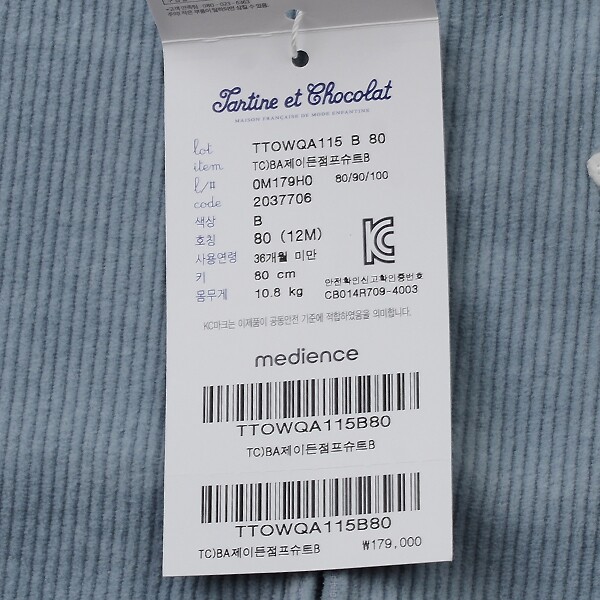 Tartine et Chocolat
MAISON FRANÇAISE DE MODE ENFANTINE
lot TTOWQA115 B 80
item TC)BA제이든점프슈트B
l/# 0M179H0 80/90/100
code 2037706
색상 B
호칭 80 (12M)
사용연령 36개월 미만
키 80 cm
몸무게 10.8 kg
안전확인신고확인증번호
CB014R709-4003
KC마크는 이제품이 공통안전 기준에 적합하였음을 의미합니다.
medience
TTOWQA115B80
TC)BA제이든점프슈트B
TTOWQA115B80
TC)BA제이든점프슈트B ₩179,000